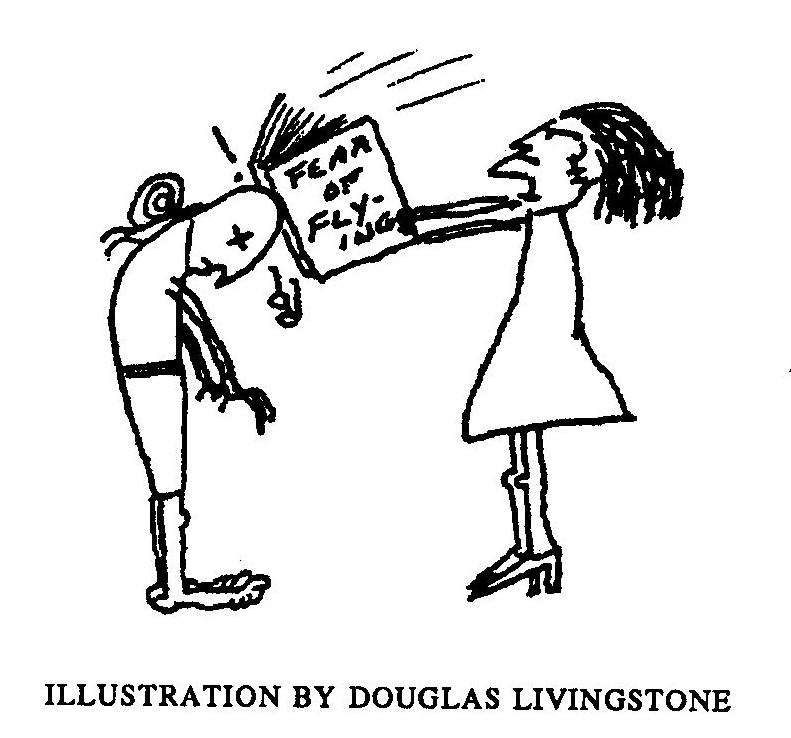 FEAR
OF
FLY-
ING
ILLUSTRATION BY DOUGLAS LIVINGSTONE